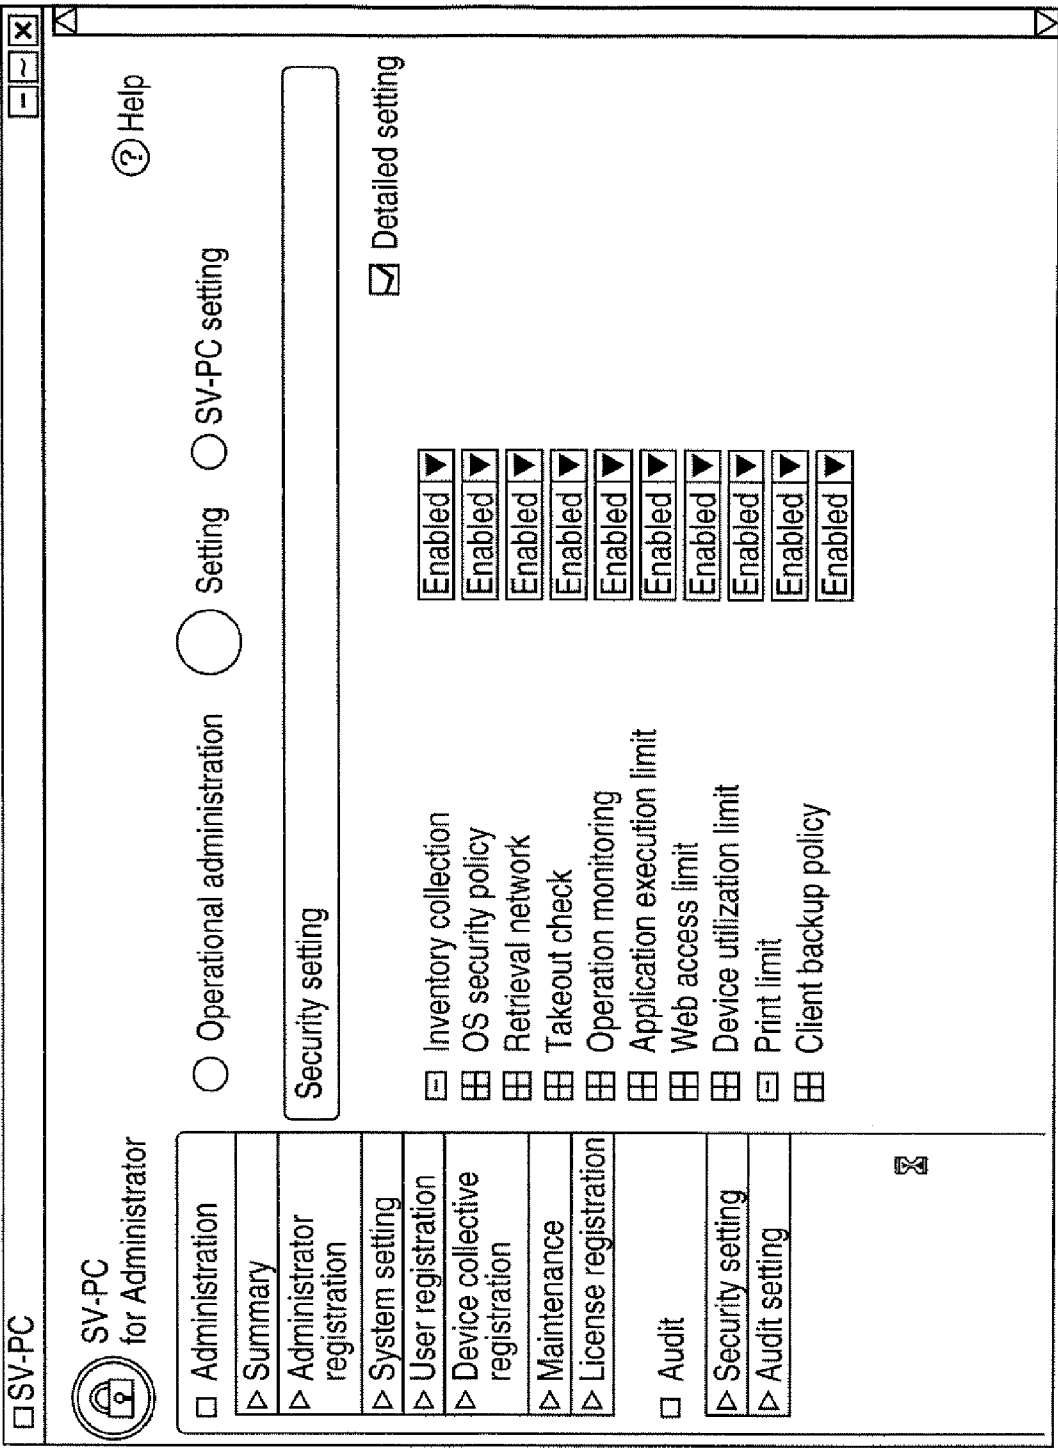 SV-PC
SV-PC
for Administrator
? Help
Operational administration
Setting
SV-PC setting
Administration
Summary
Administrator
registration
System setting
User registration
Device collective
registration
Maintenance
License registration
Audit
Security setting
Audit setting
Security setting
Detailed setting
Inventory collection Enabled
OS security policy Enabled
Retrieval network Enabled
Takeout check Enabled
Operation monitoring Enabled
Application execution limit Enabled
Web access limit Enabled
Device utilization limit Enabled
Print limit Enabled
Client backup policy Enabled